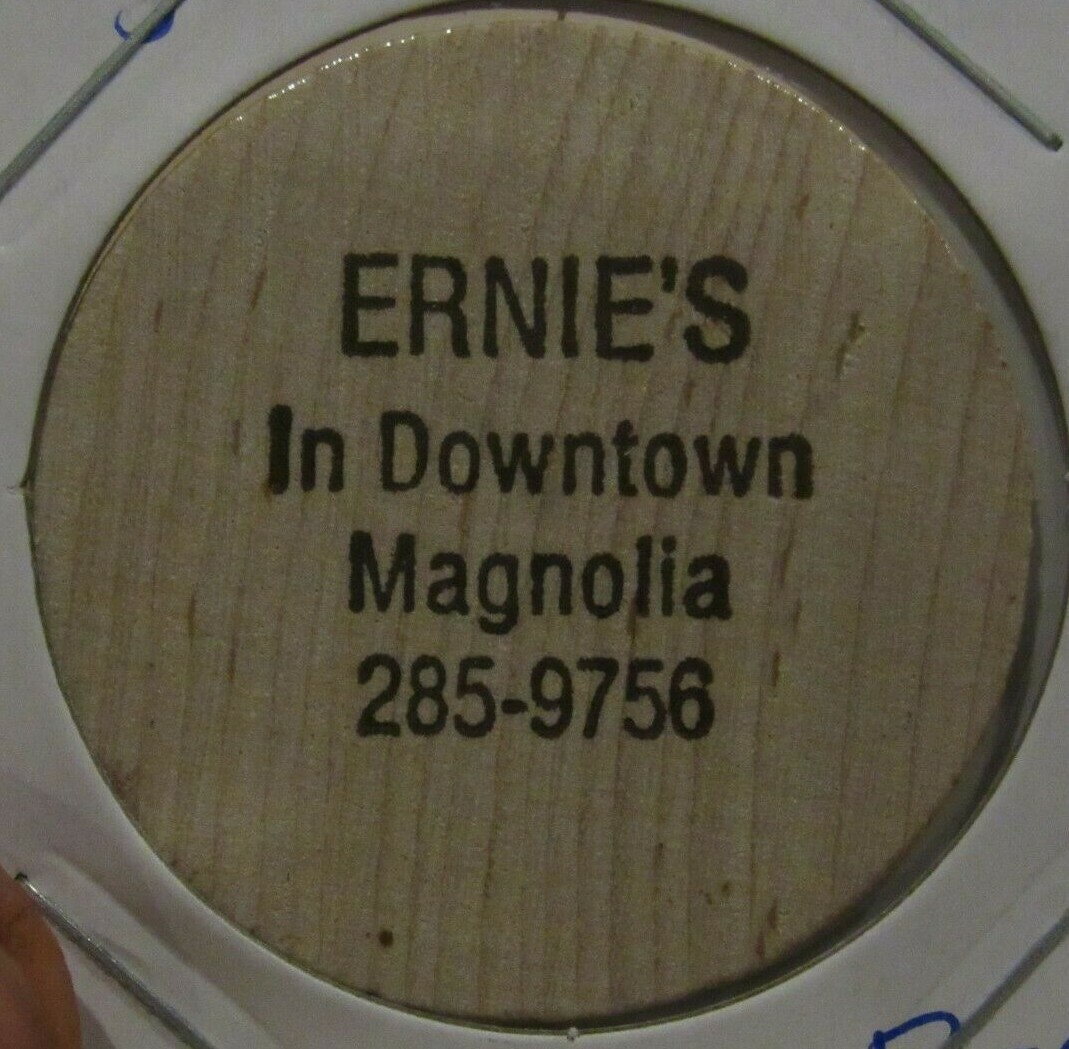 ERNIE'S
In Downtown
Magnolia
285-9756